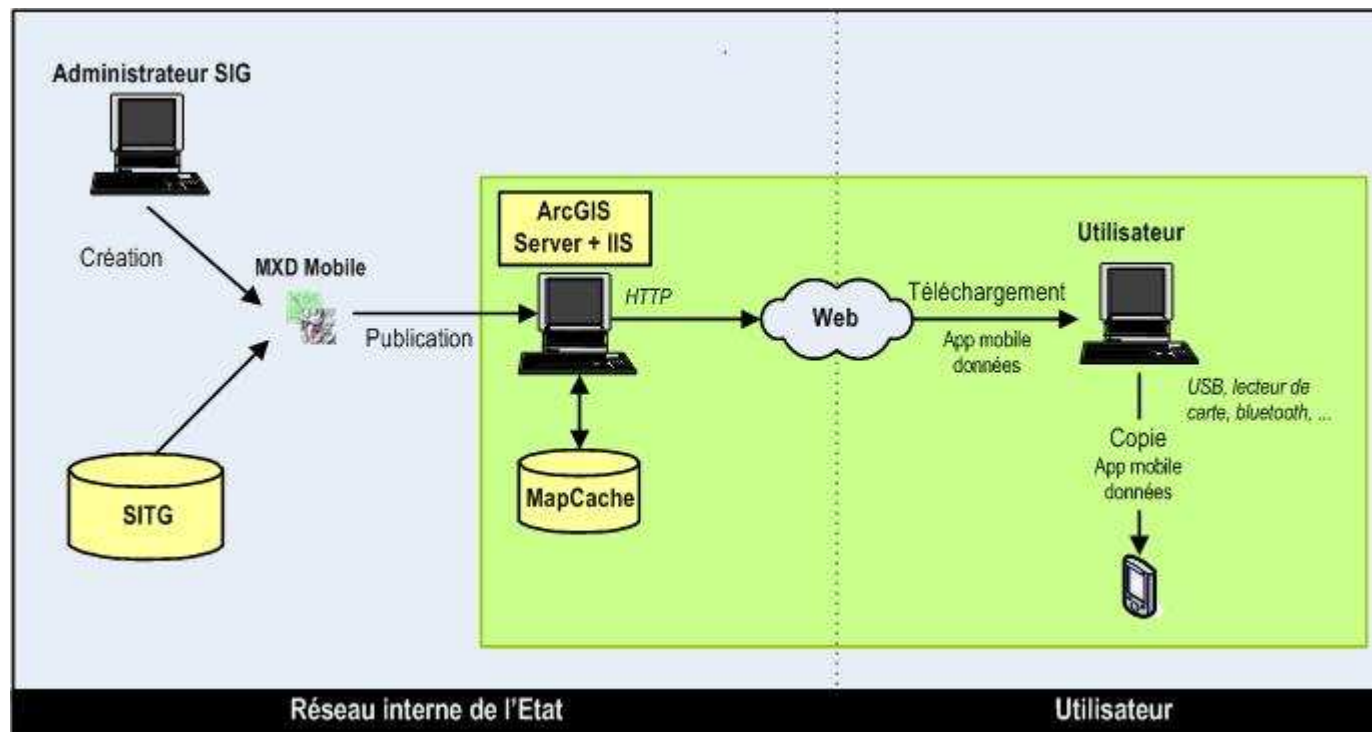 Administrateur SIG
Création
MXD Mobile
SITG
Publication
ArcGIS
Server + IIS
HTTP
MapCache
Web
Téléchargement
App mobile
données
Utilisateur
USB, lecteur de
carte, bluetooth, ...
Copie
App mobile
données
Réseau interne de l'Etat
Utilisateur